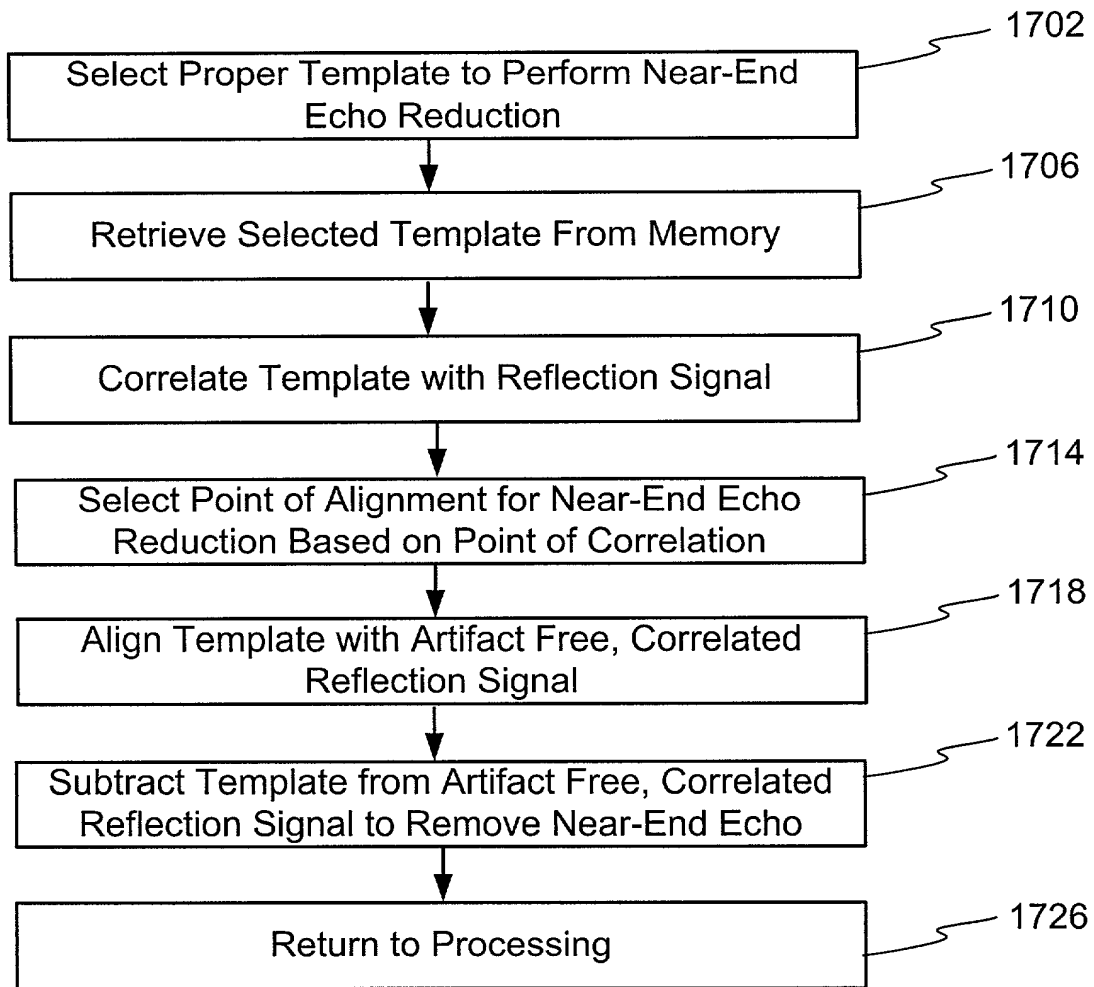 1702
Select Proper Template to Perform Near-End
Echo Reduction
1706
Retrieve Selected Template From Memory
1710
Correlate Template with Reflection Signal
1714
Select Point of Alignment for Near-End Echo
Reduction Based on Point of Correlation
1718
Align Template with Artifact Free, Correlated
Reflection Signal
1722
Subtract Template from Artifact Free, Correlated
Reflection Signal to Remove Near-End Echo
1726
Return to Processing